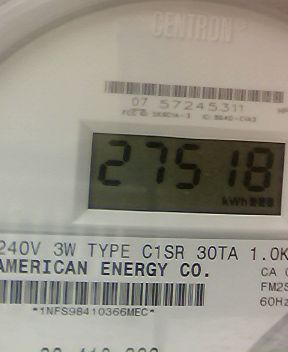 CENTRON
07 57245311
27518
kWh
240V 3W TYPE C1SR 30TA 1.0K
AMERICAN ENERGY CO.
CA
FM2S
60Hz
*1NFS98410366MEC*